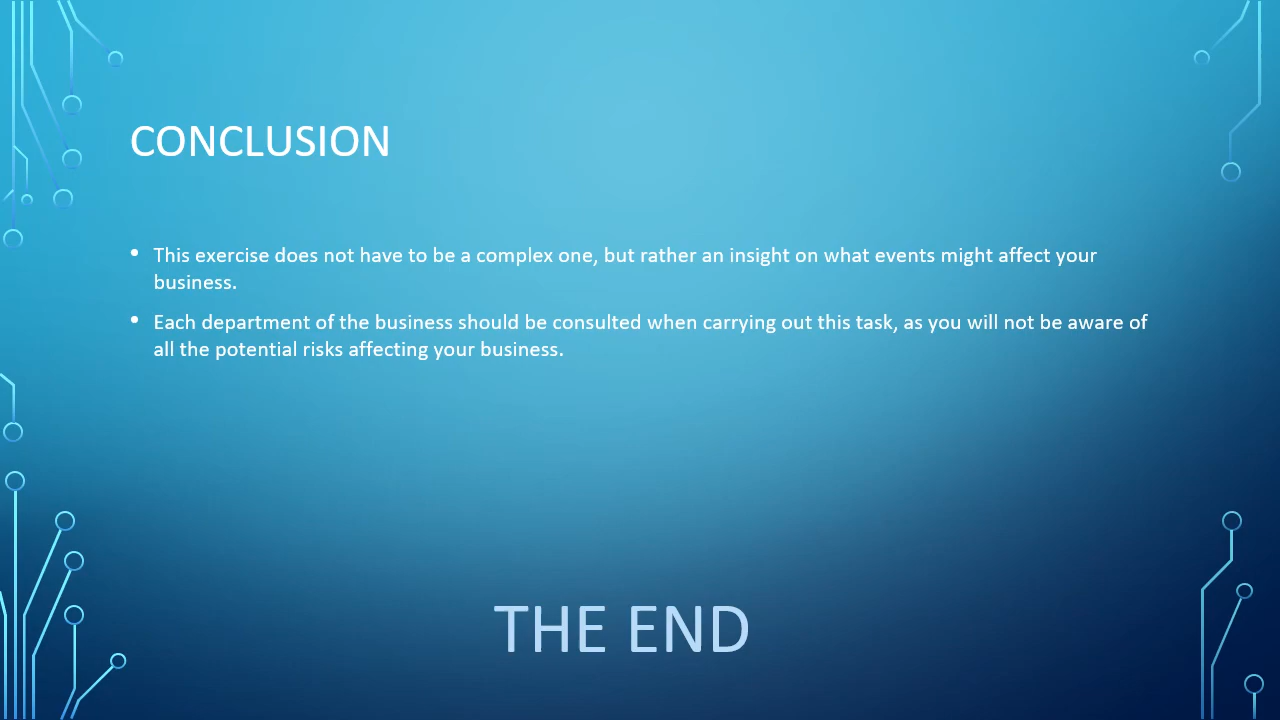 CONCLUSION
• This exercise does not have to be a complex one, but rather an insight on what events might affect your
business.
• Each department of the business should be consulted when carrying out this task, as you will not be aware of
all the potential risks affecting your business.
THE END